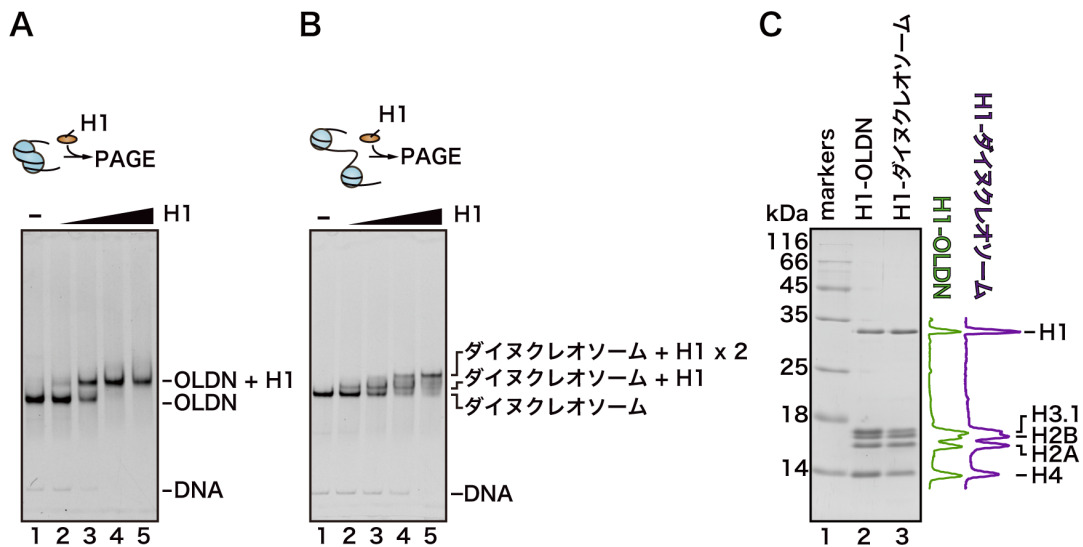 A
H1
PAGE
– H1
OLDN + H1
OLDN
DNA
1 2 3 4 5
B
H1
PAGE
– H1
ダイヌクレオソーム + H1 x 2
ダイヌクレオソーム + H1
ダイヌクレオソーム
DNA
1 2 3 4 5
C
kDa
markers
H1-OLDN
H1-ダイヌクレオソーム
H1-OLDN
H1-ダイヌクレオソーム
116
66
45
35
25
18
14
H1
H3.1
H2B
H2A
H4
1 2 3